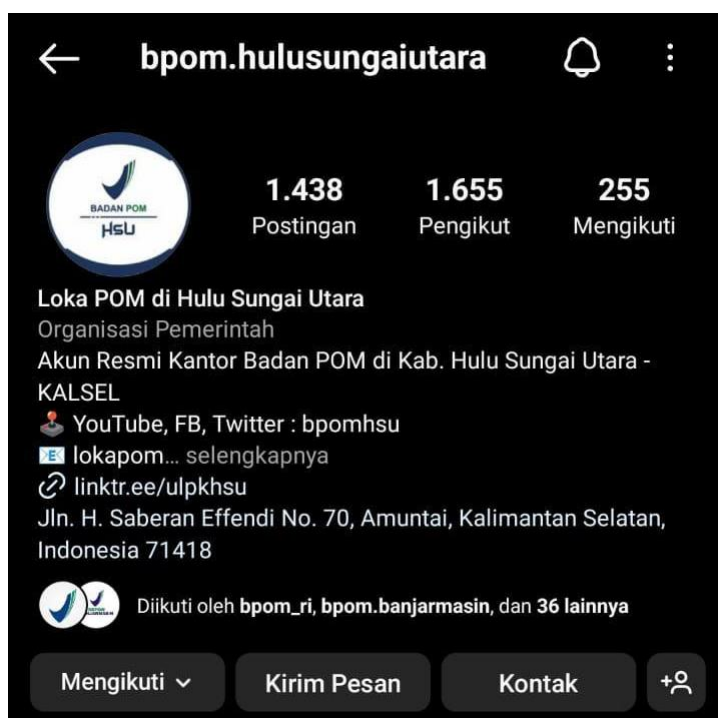 bpom.hulusungaiutara
BADAN POM
HSU
1.438
Postingan
1.655
Pengikut
255
Mengikuti
Loka POM di Hulu Sungai Utara
Organisasi Pemerintah
Akun Resmi Kantor Badan POM di Kab. Hulu Sungai Utara -
KALSEL
YouTube, FB, Twitter : bpomhsu
lokapom... selengkapnya
linktr.ee/ulpkhsu
Jln. H. Saberan Effendi No. 70, Amuntai, Kalimantan Selatan,
Indonesia 71418
Diikuti oleh bpom_ri, bpom.banjarmasin, dan 36 lainnya
Mengikuti
Kirim Pesan
Kontak